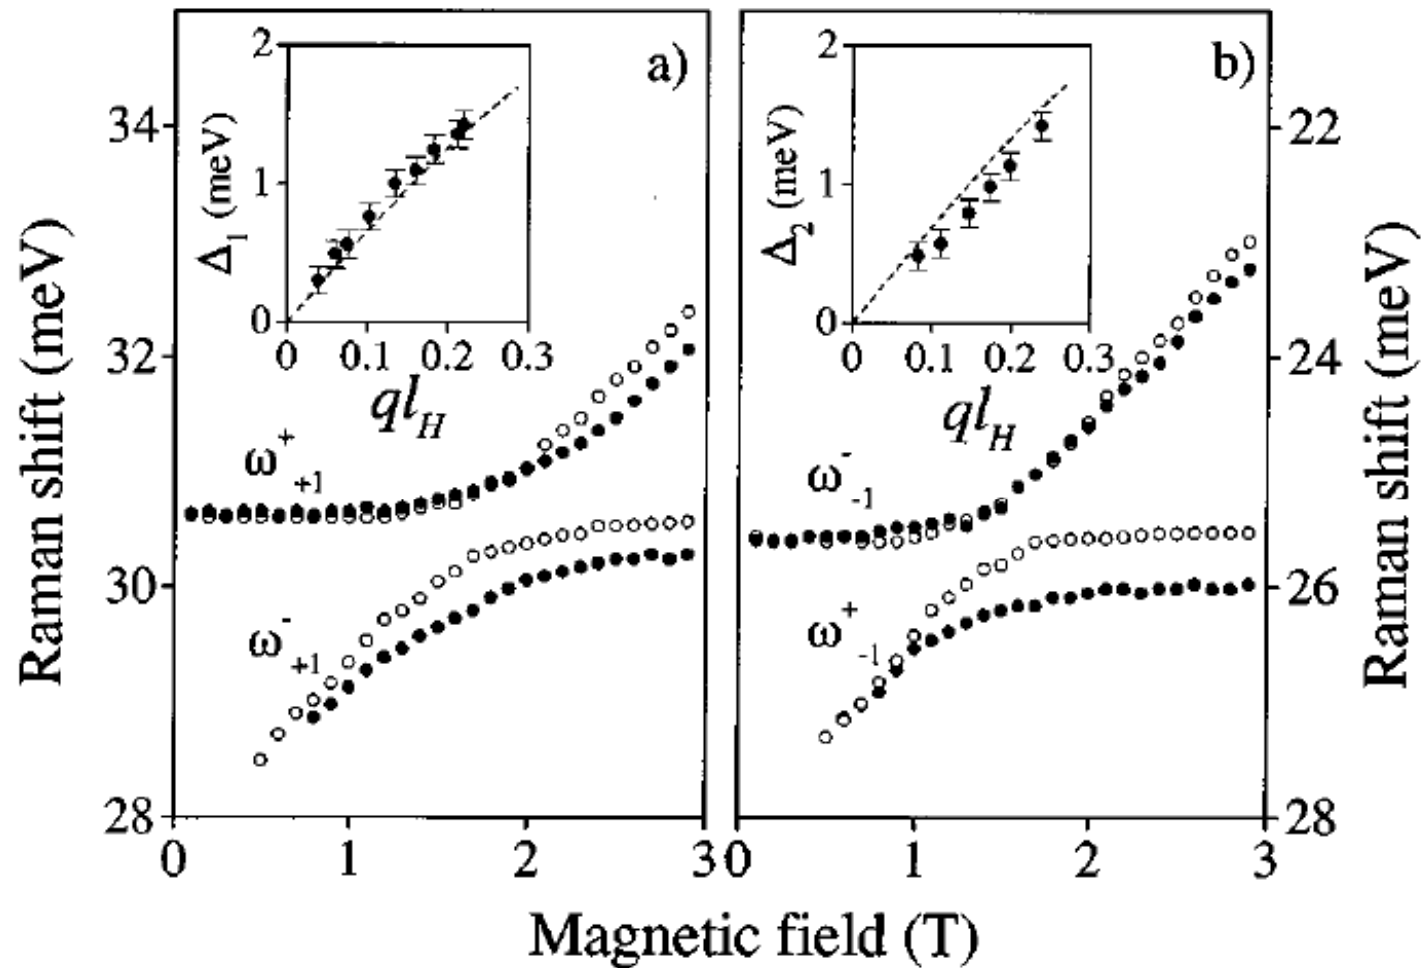 a)
2
1
0
0 0.1 0.2 0.3
Δ1 (meV)
qlH
ω+ +1
ω- +1
34
32
30
28
0 1 2 3
Raman shift (meV)
b)
2
1
0
0 0.1 0.2 0.3
Δ2 (meV)
qlH
ω- -1
ω+ -1
22
24
26
28
0 1 2 3
Raman shift (meV)
Magnetic field (T)